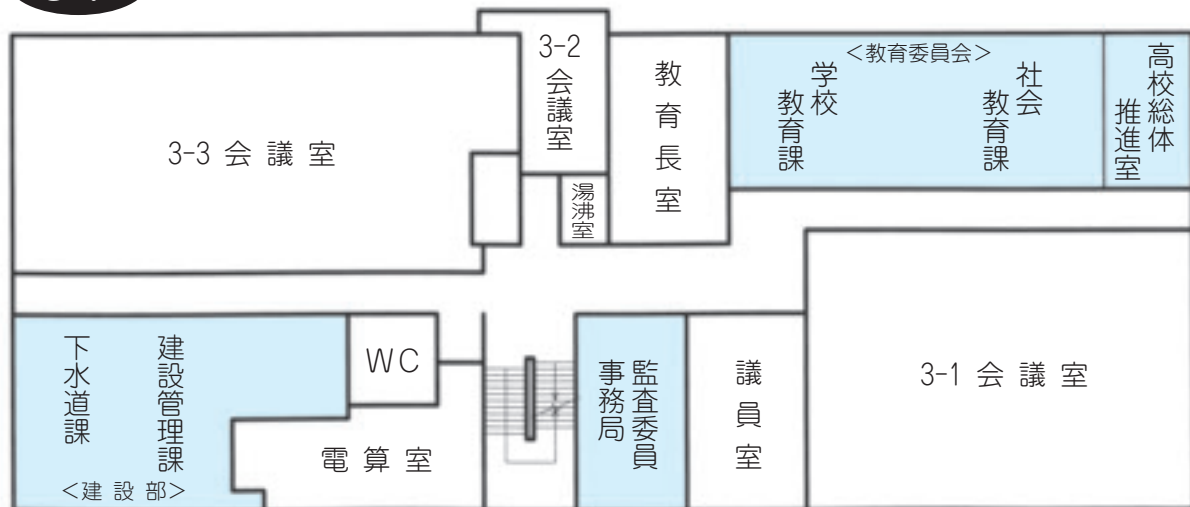 3-3 会 議 室
3-2
会議室
湯沸室
教育長室
＜教育委員会＞
学校
教育課
社会
教育課
高校総体
推進室
下水道課
建設管理課
＜建 設 部＞
WC
電 算 室
監査委員
事務局
議員室
3-1 会 議 室